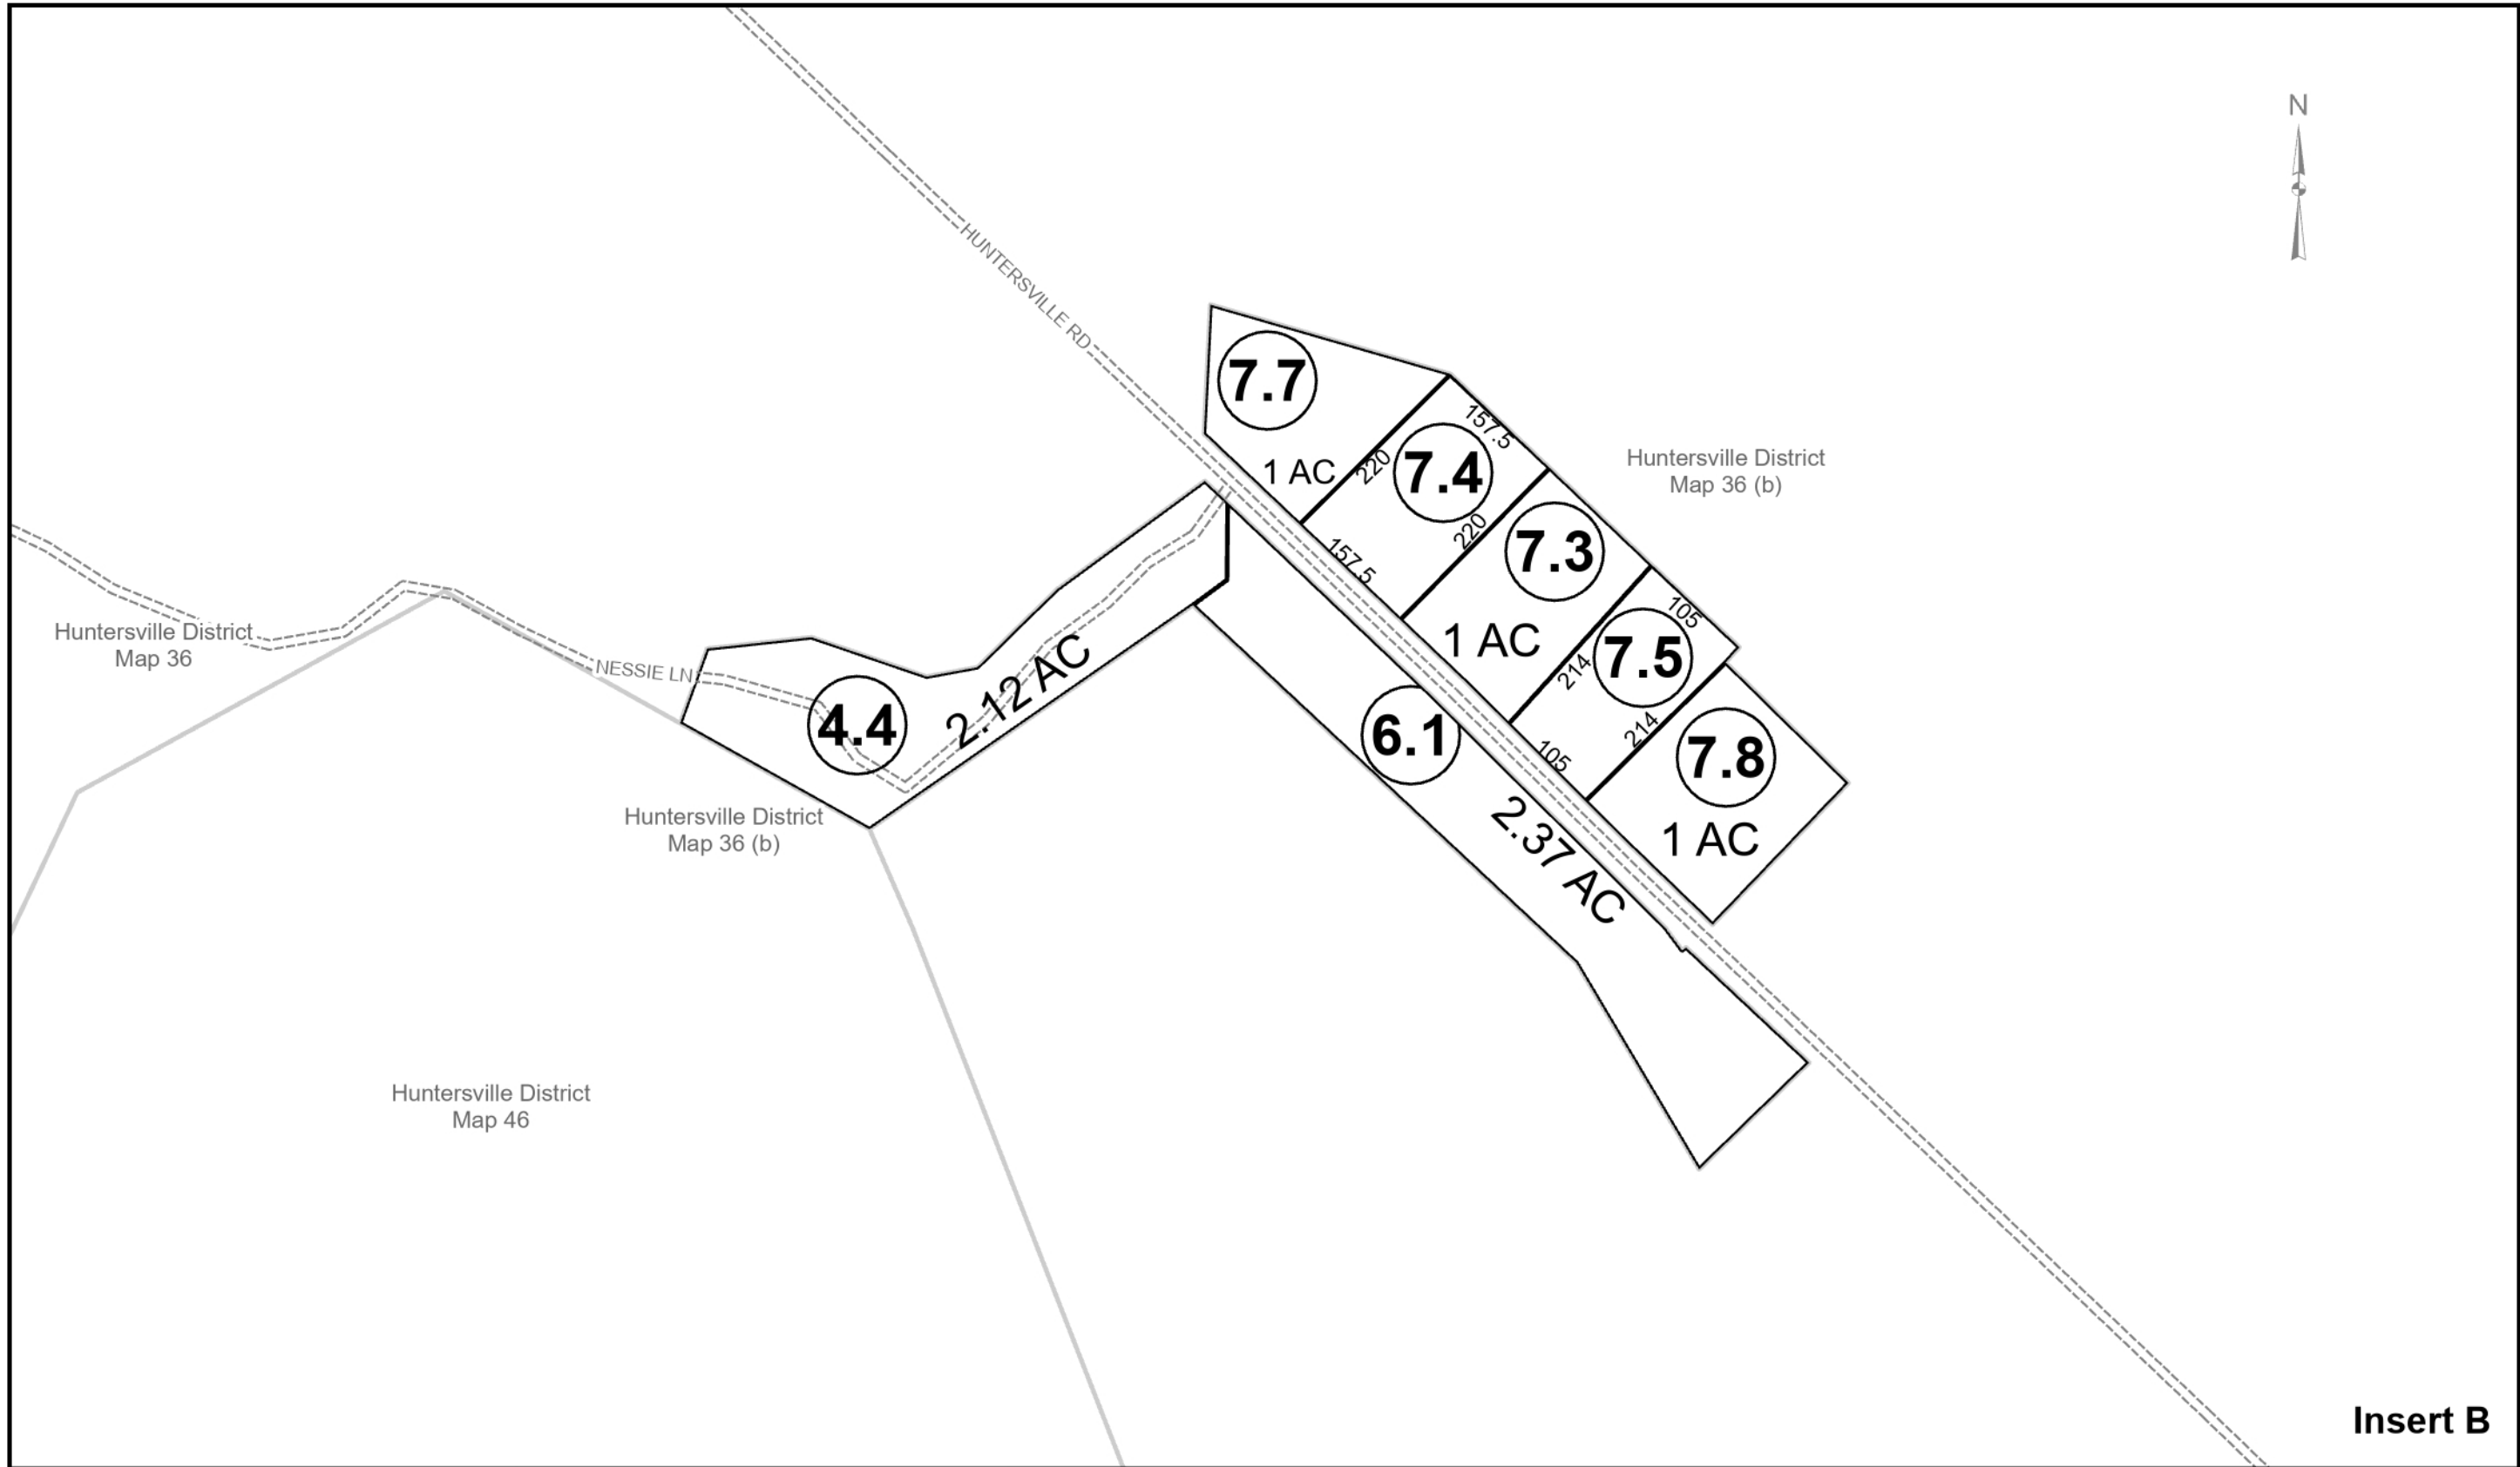 N
HUNTERSVILLE RD
7.7
1 AC
157.5
220
7.4
220
157.5
Huntersville District
Map 36 (b)
7.3
1 AC
105
214
7.5
214
105
7.8
1 AC
Huntersville District
Map 36
NESSIE LN
4.4
2.12 AC
6.1
2.37 AC
Huntersville District
Map 36 (b)
Huntersville District
Map 46
Insert B